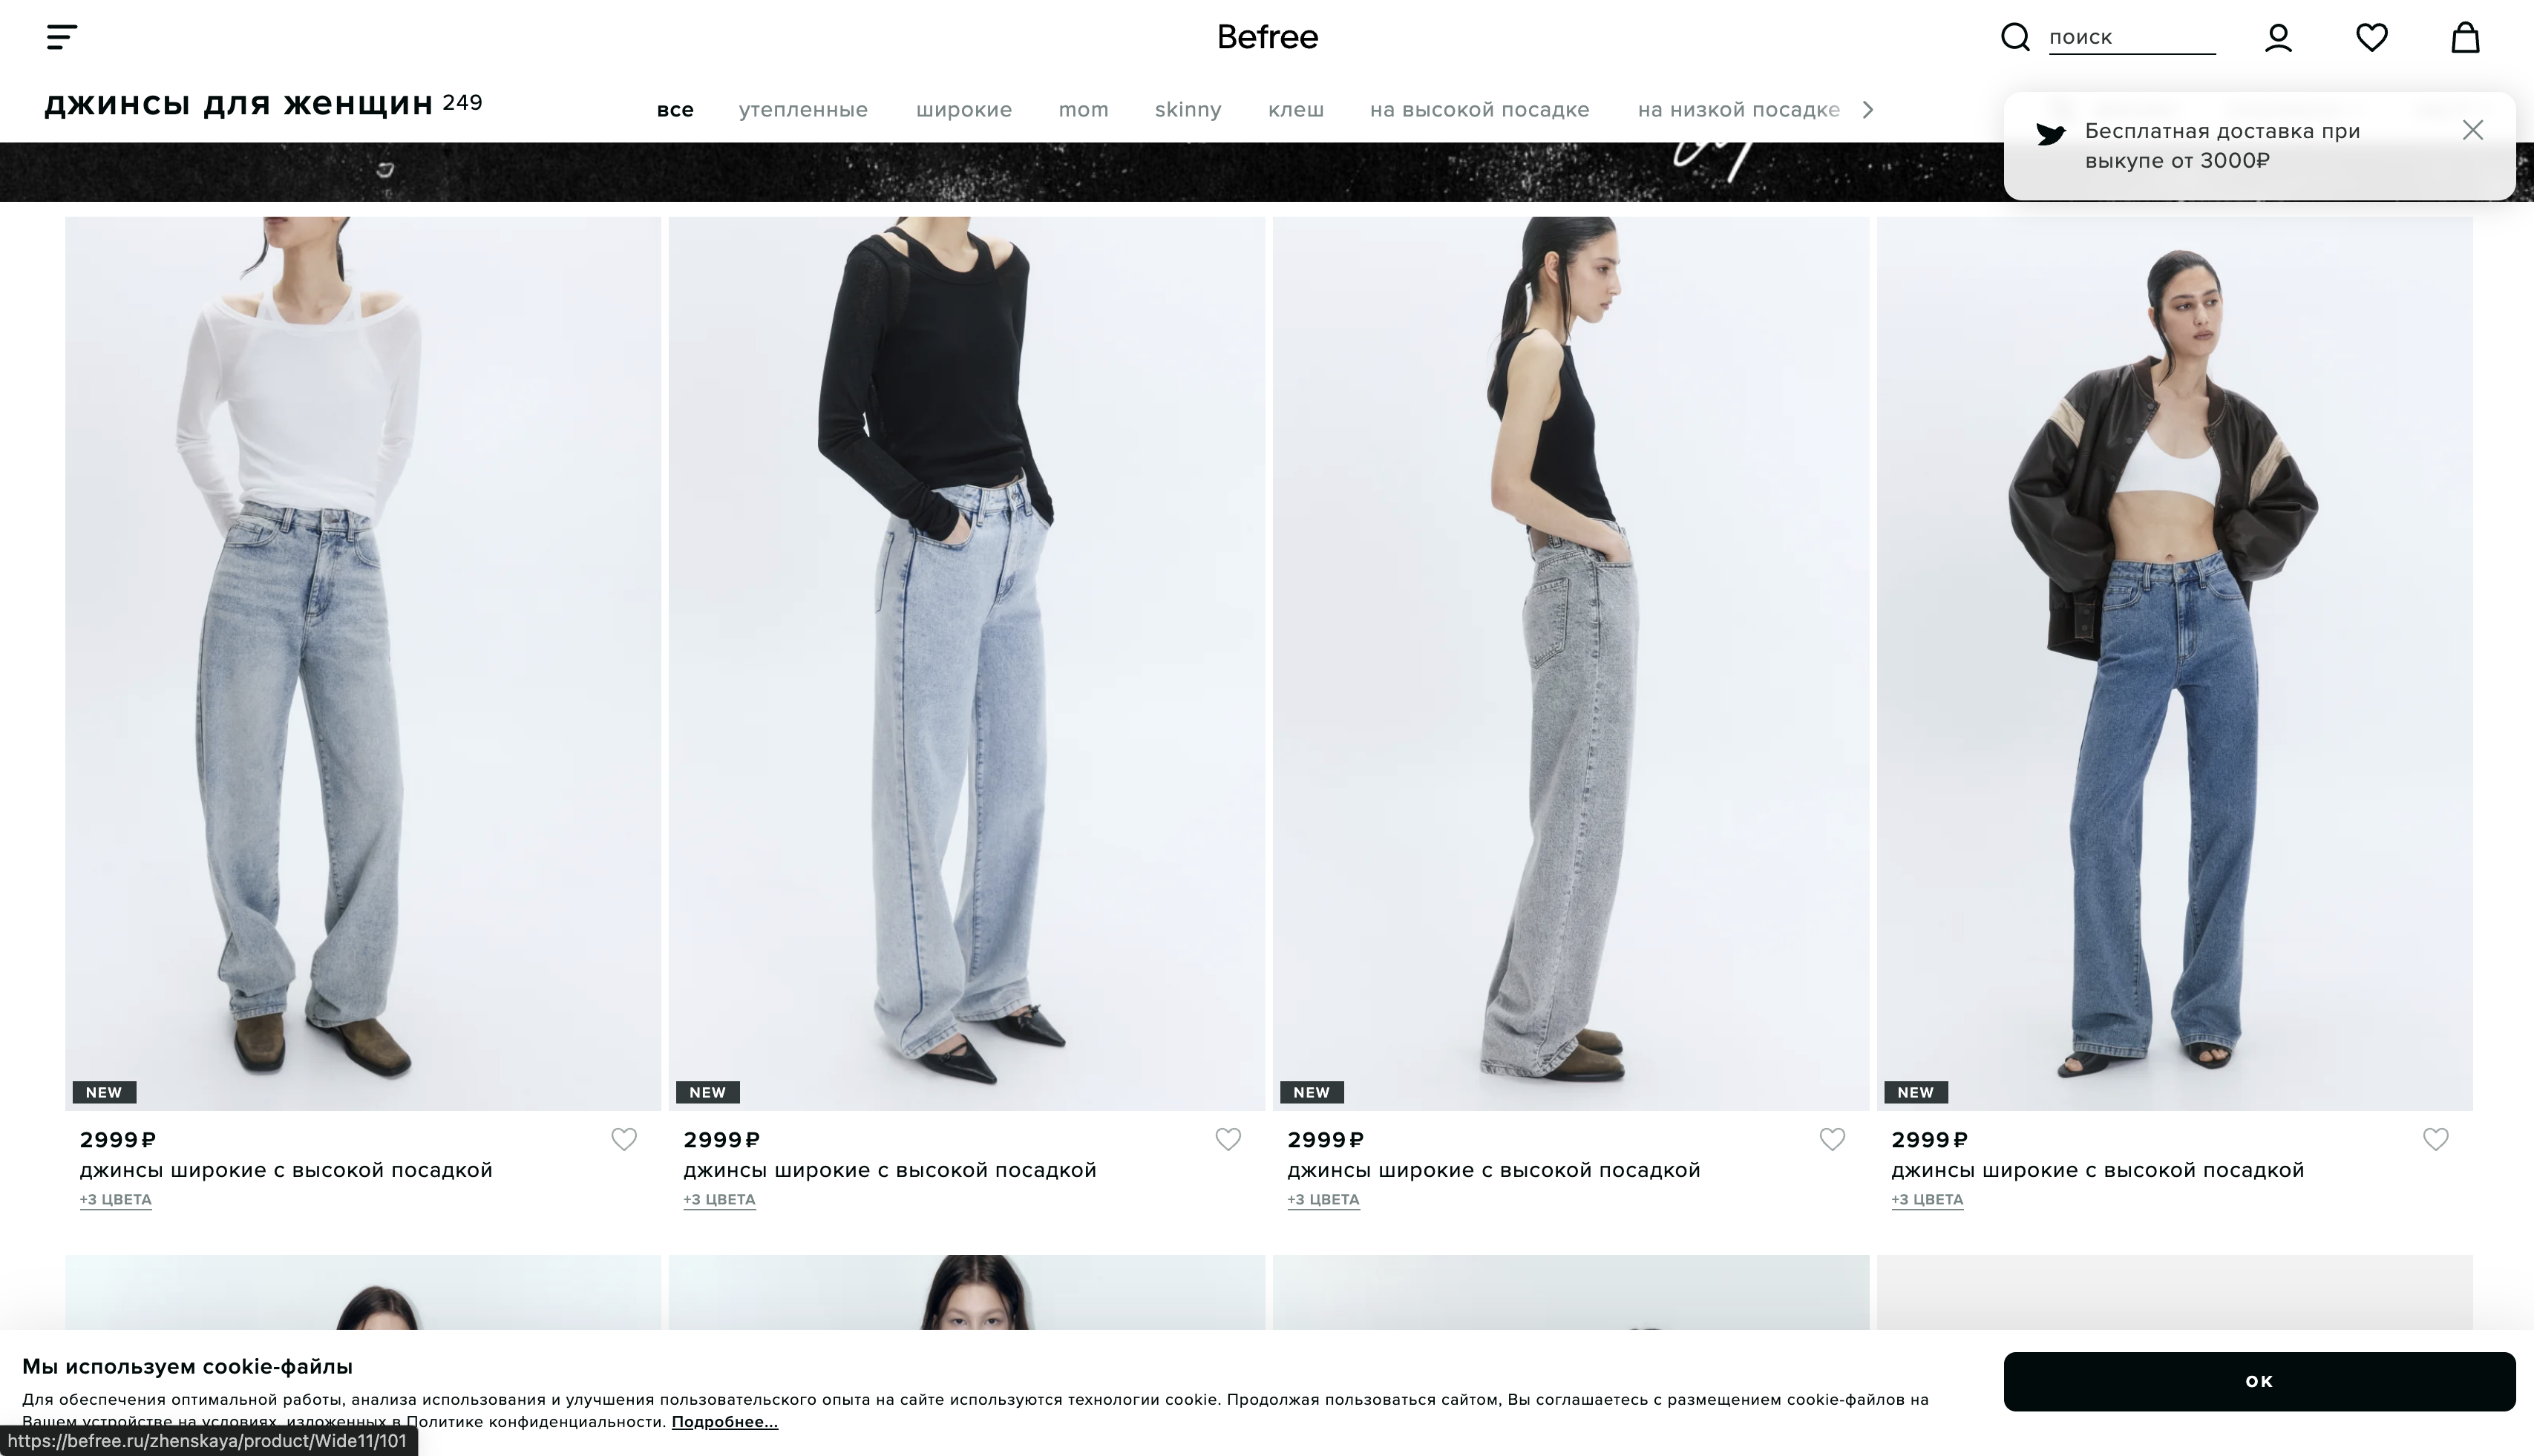 Befree
поиск
джинсы для женщин 249
все утепленные широкие mom skinny клеш на высокой посадке на низкой посадке
Бесплатная доставка при
выкупе от 3000₽
NEW NEW NEW NEW
2999₽ 2999₽ 2999₽ 2999₽
джинсы широкие с высокой посадкой джинсы широкие с высокой посадкой джинсы широкие с высокой посадкой джинсы широкие с высокой посадкой
+3 ЦВЕТА +3 ЦВЕТА +3 ЦВЕТА +3 ЦВЕТА
Мы используем cookie-файлы
ок
Для обеспечения оптимальной работы, анализа использования и улучшения пользовательского опыта на сайте используются технологии cookie. Продолжая пользоваться сайтом, Вы соглашаетесь с размещением cookie-файлов на
Вашем устройстве на условиях, изложенных в Политике конфиденциальности. Подробнее...
https://befree.ru/zhenskaya/product/Wide11/101